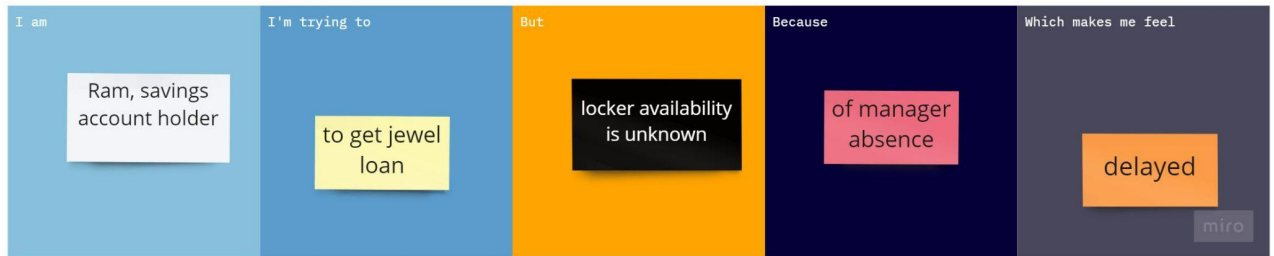 I am
Ram, savings
account holder
I'm trying to
to get jewel
loan
But
locker availability
is unknown
Because
of manager
absence
Which makes me feel
delayed
miro